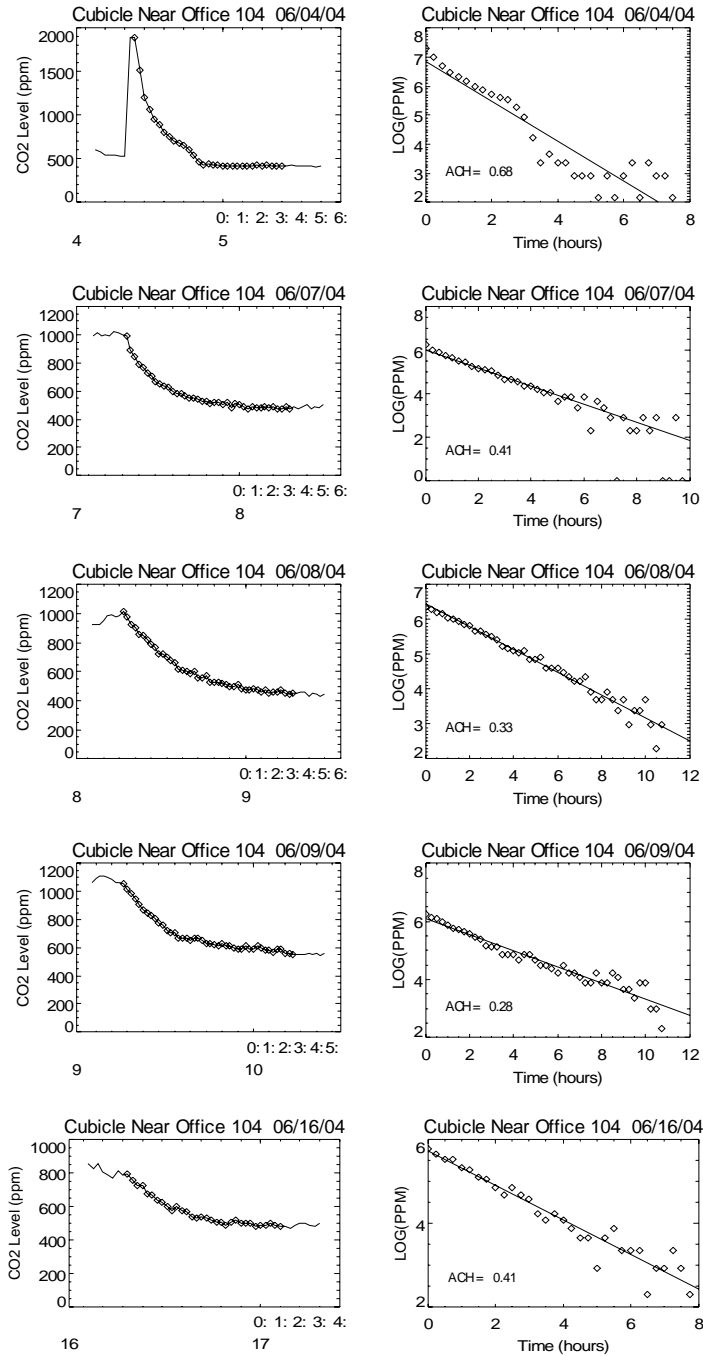 Cubicle Near Office 104 06/04/04
CO2 Level (ppm)
2000
1500
1000
500
0
0: 1: 2: 3: 4: 5: 6:
4 5
Cubicle Near Office 104 06/04/04
LOG(PPM)
8
7
6
5
4
3
2
ACH= 0.68
0 2 4 6 8
Time (hours)
Cubicle Near Office 104 06/07/04
CO2 Level (ppm)
1200
1000
800
600
400
200
0
0: 1: 2: 3: 4: 5: 6:
7 8
Cubicle Near Office 104 06/07/04
LOG(PPM)
8
6
4
2
0
ACH= 0.41
0 2 4 6 8 10
Time (hours)
Cubicle Near Office 104 06/08/04
CO2 Level (ppm)
1200
1000
800
600
400
200
0
0: 1: 2: 3: 4: 5: 6:
8 9
Cubicle Near Office 104 06/08/04
LOG(PPM)
7
6
5
4
3
2
ACH= 0.33
0 2 4 6 8 10 12
Time (hours)
Cubicle Near Office 104 06/09/04
CO2 Level (ppm)
1200
1000
800
600
400
200
0
0: 1: 2: 3: 4: 5:
9 10
Cubicle Near Office 104 06/09/04
LOG(PPM)
8
6
4
2
ACH= 0.28
0 2 4 6 8 10 12
Time (hours)
Cubicle Near Office 104 06/16/04
CO2 Level (ppm)
1000
800
600
400
200
0
0: 1: 2: 3: 4:
16 17
Cubicle Near Office 104 06/16/04
LOG(PPM)
6
4
2
ACH= 0.41
0 2 4 6 8
Time (hours)